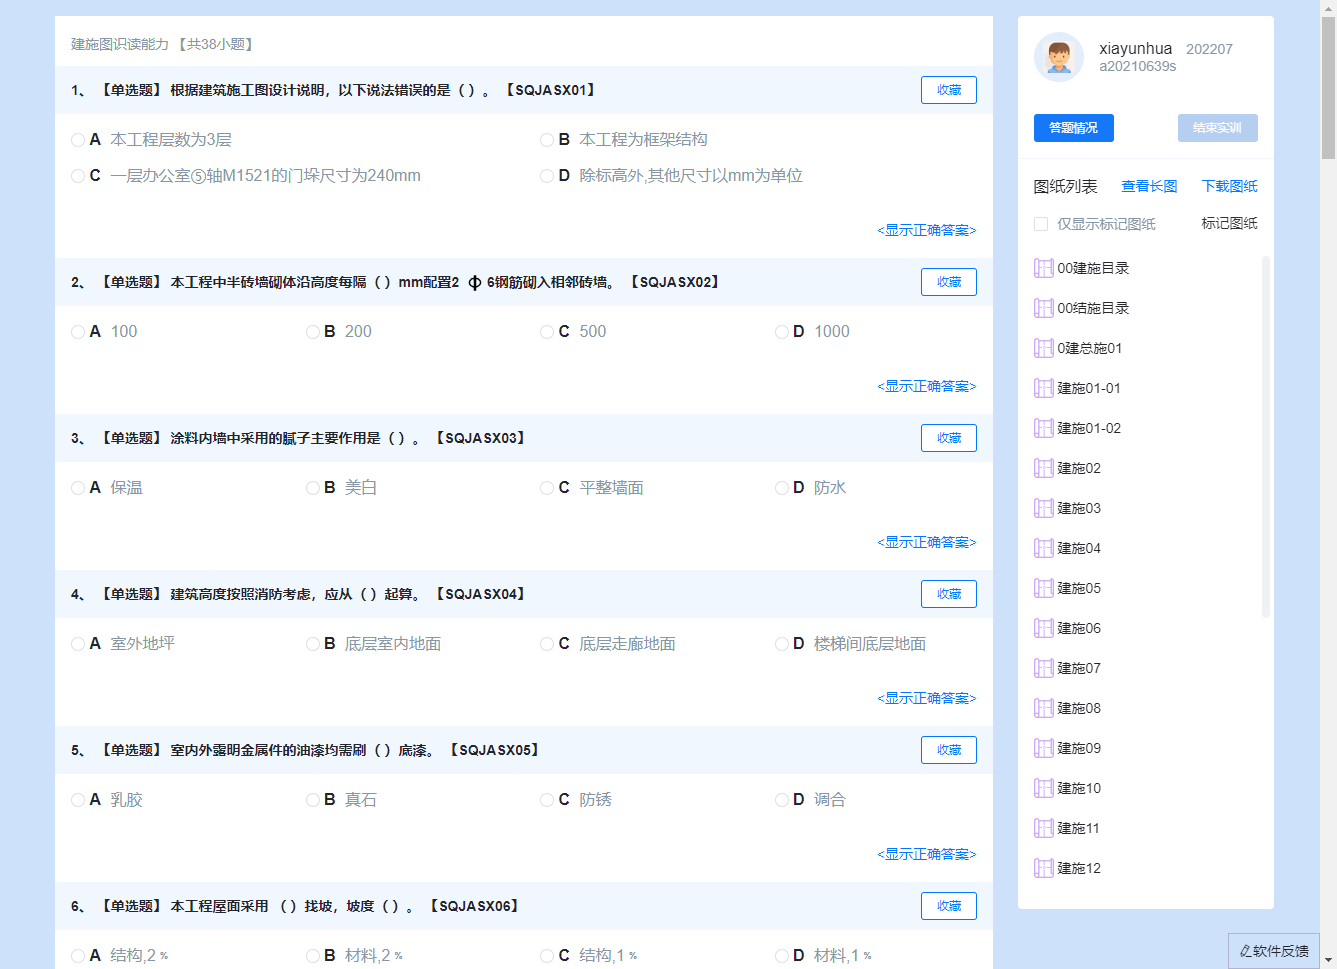 建施图识读能力 【共38小题】
1、 【单选题】 根据建筑施工图设计说明，以下说法错误的是（ ）。 【SQJASX01】 收藏
A 本工程层数为3层 B 本工程为框架结构
C 一层办公室⑤轴M1521的门垛尺寸为240mm D 除标高外,其他尺寸以mm为单位
<显示正确答案>
2、 【单选题】 本工程中半砖墙砌体沿高度每隔（ ）mm配置2 ф 6钢筋砌入相邻砖墙。 【SQJASX02】 收藏
A 100 B 200 C 500 D 1000
<显示正确答案>
3、 【单选题】 涂料内墙中采用的腻子主要作用是（ ）。 【SQJASX03】 收藏
A 保温 B 美白 C 平整墙面 D 防水
<显示正确答案>
4、 【单选题】 建筑高度按照消防考虑，应从（ ）起算。 【SQJASX04】 收藏
A 室外地坪 B 底层室内地面 C 底层走廊地面 D 楼梯间底层地面
<显示正确答案>
5、 【单选题】 室内外露明金属件的油漆均需刷（ ）底漆。 【SQJASX05】 收藏
A 乳胶 B 真石 C 防锈 D 调合
<显示正确答案>
6、 【单选题】 本工程屋面采用 （ ）找坡，坡度（ ）。 【SQJASX06】 收藏
A 结构,2 % B 材料,2 % C 结构,1 % D 材料,1 %
xiayunhua 202207
a20210639s
答题情况 结束实训
图纸列表 查看长图 下载图纸
仅显示标记图纸 标记图纸
00建施目录
00结施目录
0建总施01
建施01-01
建施01-02
建施02
建施03
建施04
建施05
建施06
建施07
建施08
建施09
建施10
建施11
建施12
软件反馈